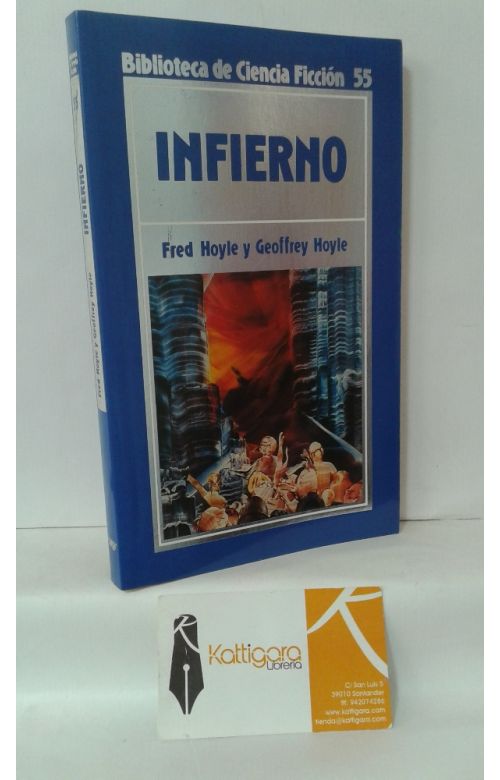 Biblioteca de Ciencia Ficción 55
INFIERNO
Fred Hoyle y Geoffrey Hoyle
INFIERNO
Fred Hoyle y Geoffrey Hoyle
K
Kattigara
Librería
C/ San Luis 5
39010 Santander
tlf: 942074286
www.kattigara.com
tienda@kattigara.com